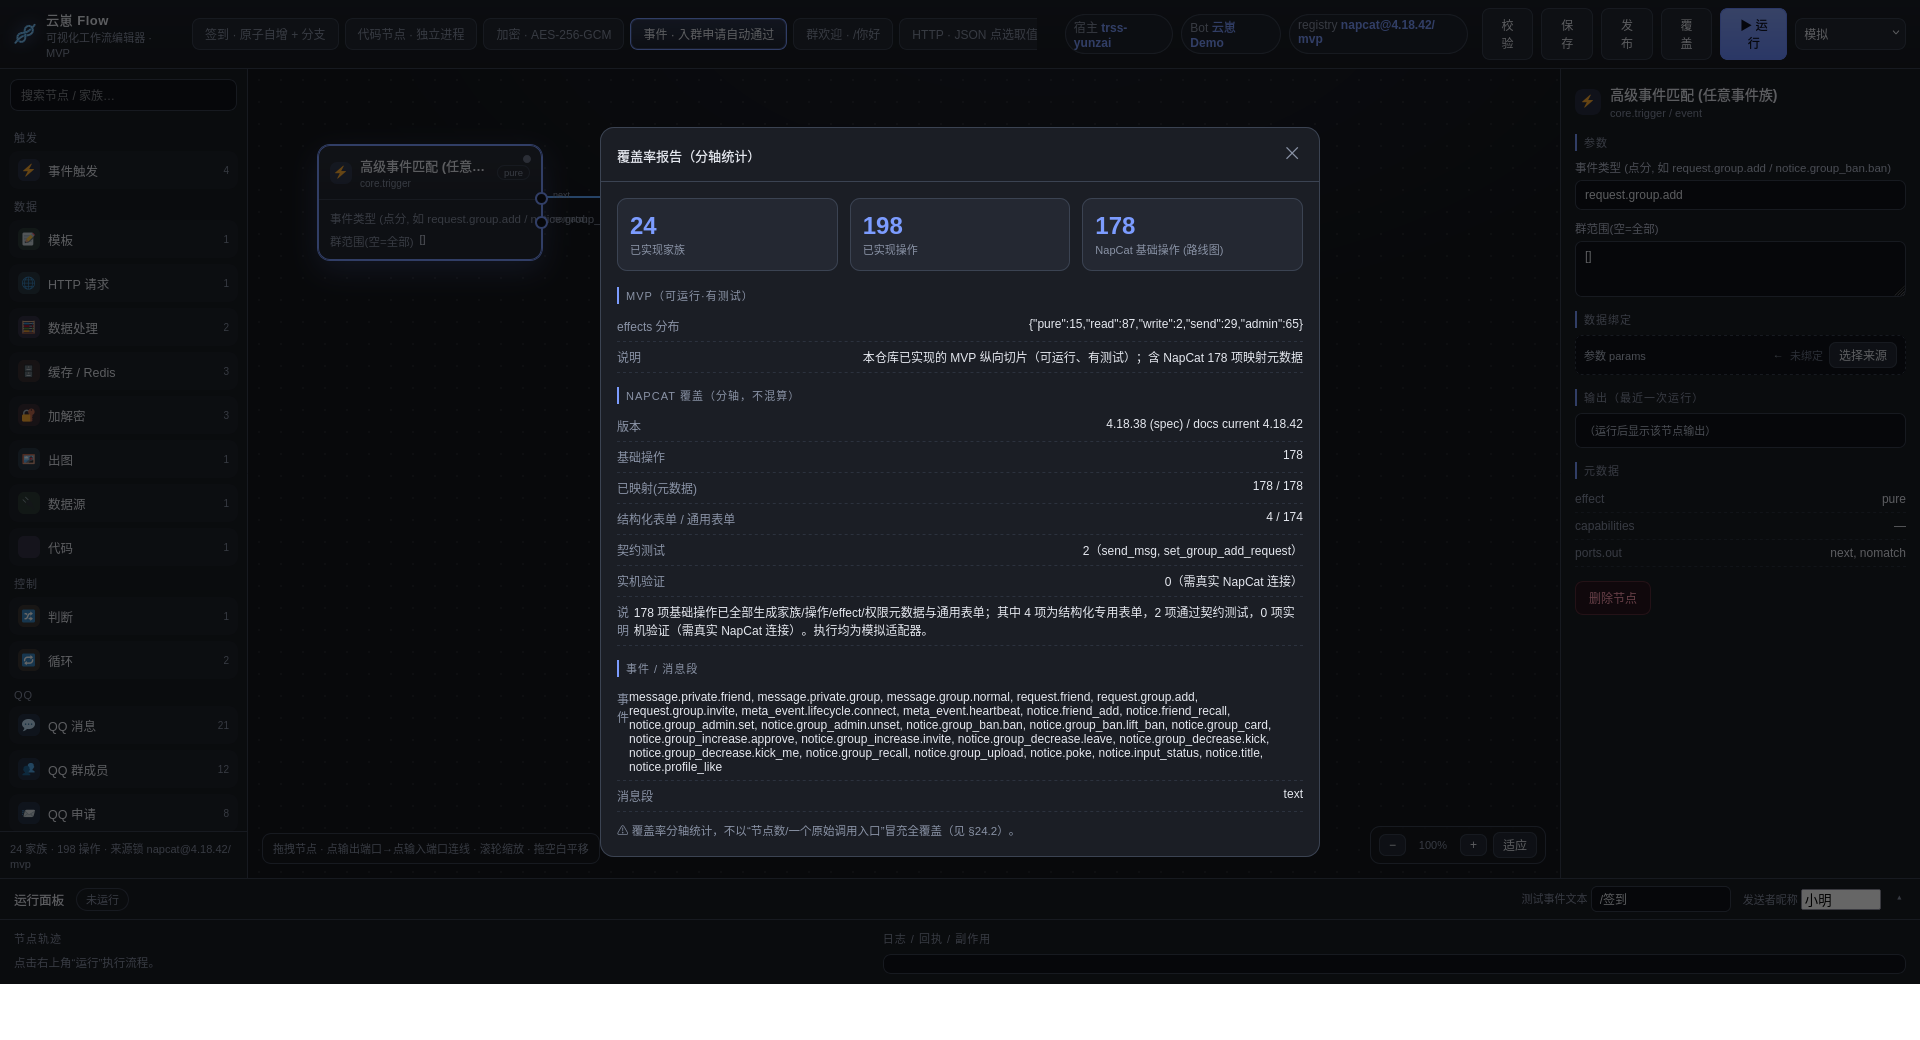 云崽 Flow
可视化工作流编辑器 · MVP
签到 · 原子自增 + 分支
代码节点 · 独立进程
加密 · AES-256-GCM
事件 · 入群申请自动通过
群欢迎 · /你好
HTTP · JSON 点选取值
宿主 trss-yunzai
Bot 云崽 Demo
registry napcat@4.18.42/mvp
校验
保存
发布
覆盖
▶ 运行
模拟
搜索节点 / 家族…
触发
事件触发 4
数据
模板 1
HTTP 请求 1
数据处理 2
缓存 / Redis 3
加解密 3
出图 1
数据源 1
代码 1
控制
判断 1
循环 2
QQ
QQ 消息 21
QQ 群成员 12
QQ 申请 8
24 家族 · 198 操作 · 来源锁 napcat@4.18.42/mvp
高级事件匹配 (任意…
core.trigger
pure
next
事件类型 (点分, 如 request.group.add / notice.group_
群范围(空=全部) []
覆盖率报告（分轴统计）
24
已实现家族
198
已实现操作
178
NapCat 基础操作 (路线图)
MVP（可运行·有测试）
effects 分布 {"pure":15,"read":87,"write":2,"send":29,"admin":65}
说明 本仓库已实现的 MVP 纵向切片（可运行、有测试）；含 NapCat 178 项映射元数据
NAPCAT 覆盖（分轴，不混算）
版本 4.18.38 (spec) / docs current 4.18.42
基础操作 178
已映射(元数据) 178 / 178
结构化表单 / 通用表单 4 / 174
契约测试 2（send_msg, set_group_add_request）
实机验证 0（需真实 NapCat 连接）
说明 178 项基础操作已全部生成家族/操作/effect/权限元数据与通用表单；其中 4 项为结构化专用表单，2 项通过契约测试，0 项实
机验证（需真实 NapCat 连接）。执行均为模拟适配器。
事件 / 消息段
事件 message.private.friend, message.private.group, message.group.normal, request.friend, request.group.add,
request.group.invite, meta_event.lifecycle.connect, meta_event.heartbeat, notice.friend_add, notice.friend_recall,
notice.group_admin.set, notice.group_admin.unset, notice.group_ban.ban, notice.group_ban.lift_ban, notice.group_card,
notice.group_increase.approve, notice.group_increase.invite, notice.group_decrease.leave, notice.group_decrease.kick,
notice.group_decrease.kick_me, notice.group_recall, notice.group_upload, notice.poke, notice.input_status, notice.title,
notice.profile_like
消息段 text
⚠ 覆盖率分轴统计，不以“节点数/一个原始调用入口”冒充全覆盖（见 §24.2）。
拖拽节点 · 点输出端口→点输入端口连线 · 滚轮缩放 · 拖空白平移
− 100% + 适应
高级事件匹配 (任意事件族)
core.trigger / event
参数
事件类型 (点分, 如 request.group.add / notice.group_ban.ban)
request.group.add
群范围(空=全部)
[]
数据绑定
参数 params ← 未绑定 选择来源
输出（最近一次运行）
（运行后显示该节点输出）
元数据
effect pure
capabilities —
ports.out next, nomatch
删除节点
运行面板 未运行
测试事件文本 /签到 发送者昵称 小明
节点轨迹
点击右上角“运行”执行流程。
日志 / 回执 / 副作用